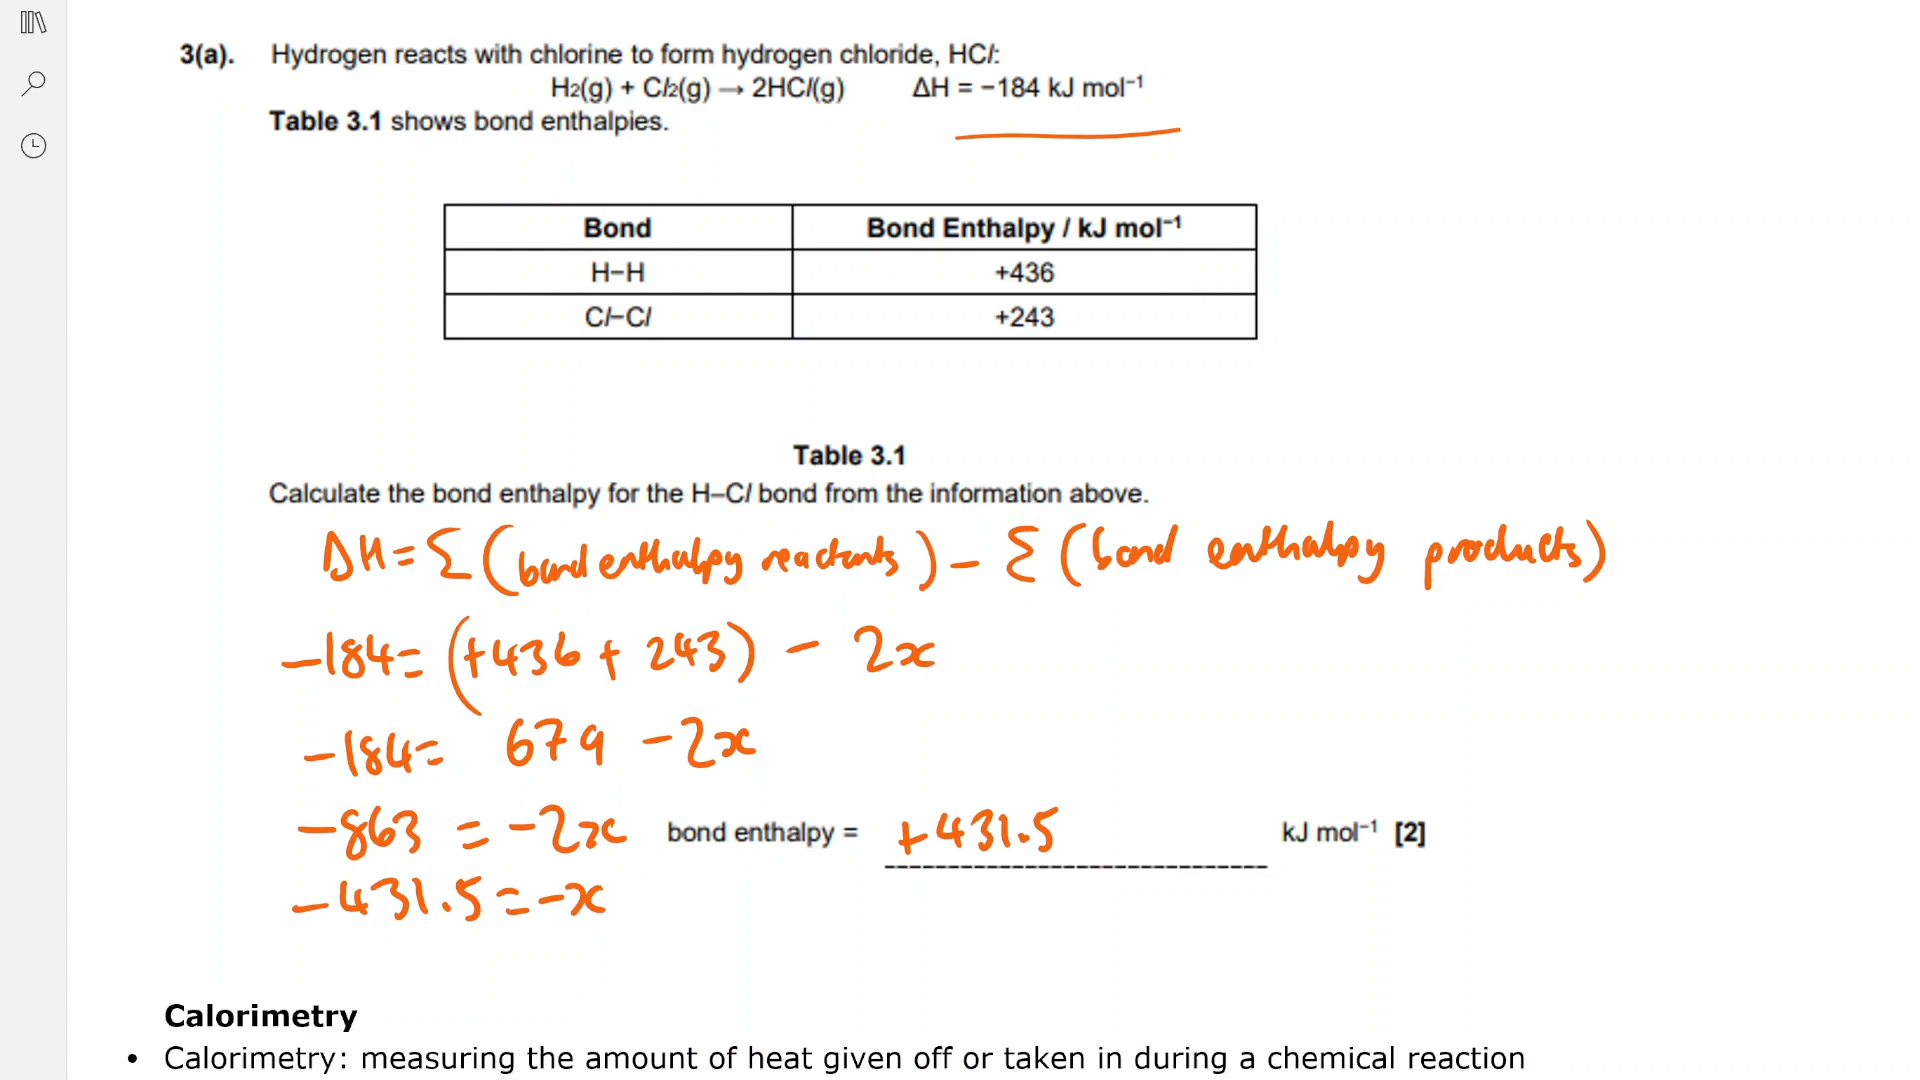 3(a). Hydrogen reacts with chlorine to form hydrogen chloride, HCl:
H2(g) + Cl2(g) → 2HCl(g) ΔH = −184 kJ mol⁻¹
Table 3.1 shows bond enthalpies.
Bond Bond Enthalpy / kJ mol⁻¹
H−H +436
Cl−Cl +243
Table 3.1
Calculate the bond enthalpy for the H–Cl bond from the information above.
ΔH = Σ (bond enthalpy reactants) − Σ (bond enthalpy products)
−184 = (+436 + 243) − 2x
−184 = 679 − 2x
−863 = −2x bond enthalpy = +431.5 kJ mol⁻¹ [2]
−431.5 = −x
Calorimetry
• Calorimetry: measuring the amount of heat given off or taken in during a chemical reaction